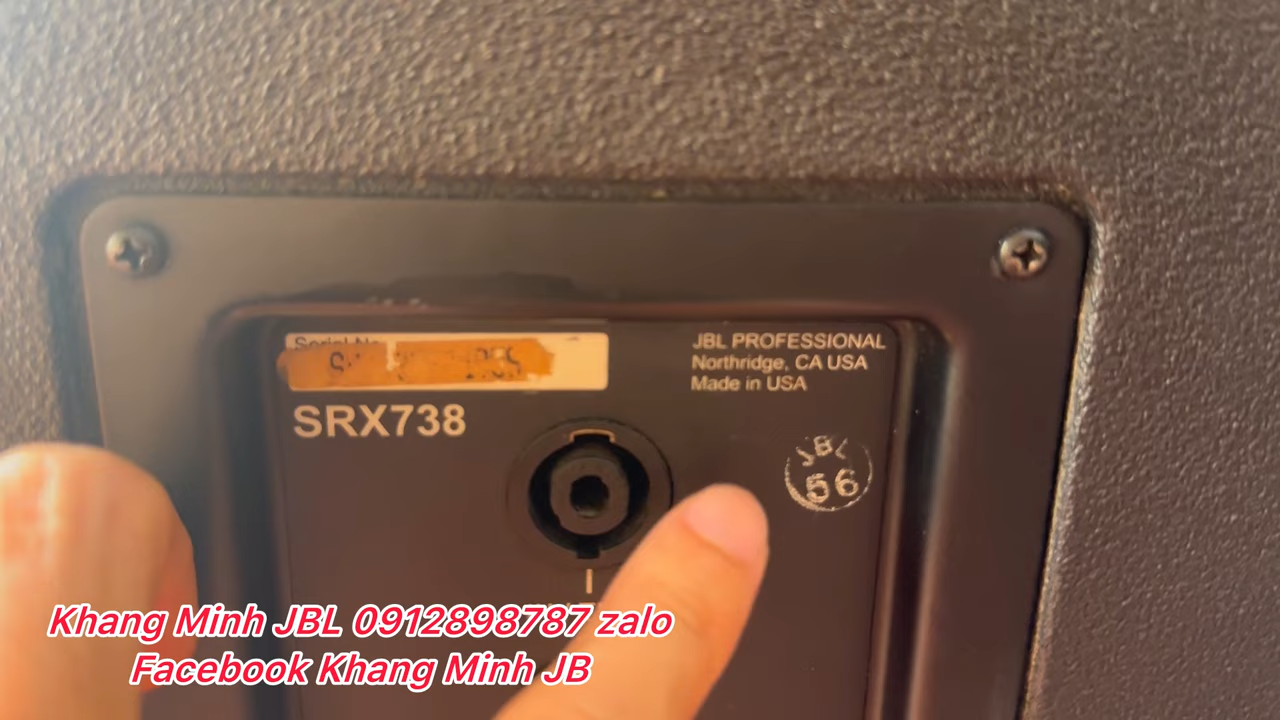 Serial No
JBL PROFESSIONAL
Northridge, CA USA
Made in USA
SRX738
JBL
56
Khang Minh JBL 0912898787 zalo
Facebook Khang Minh JB